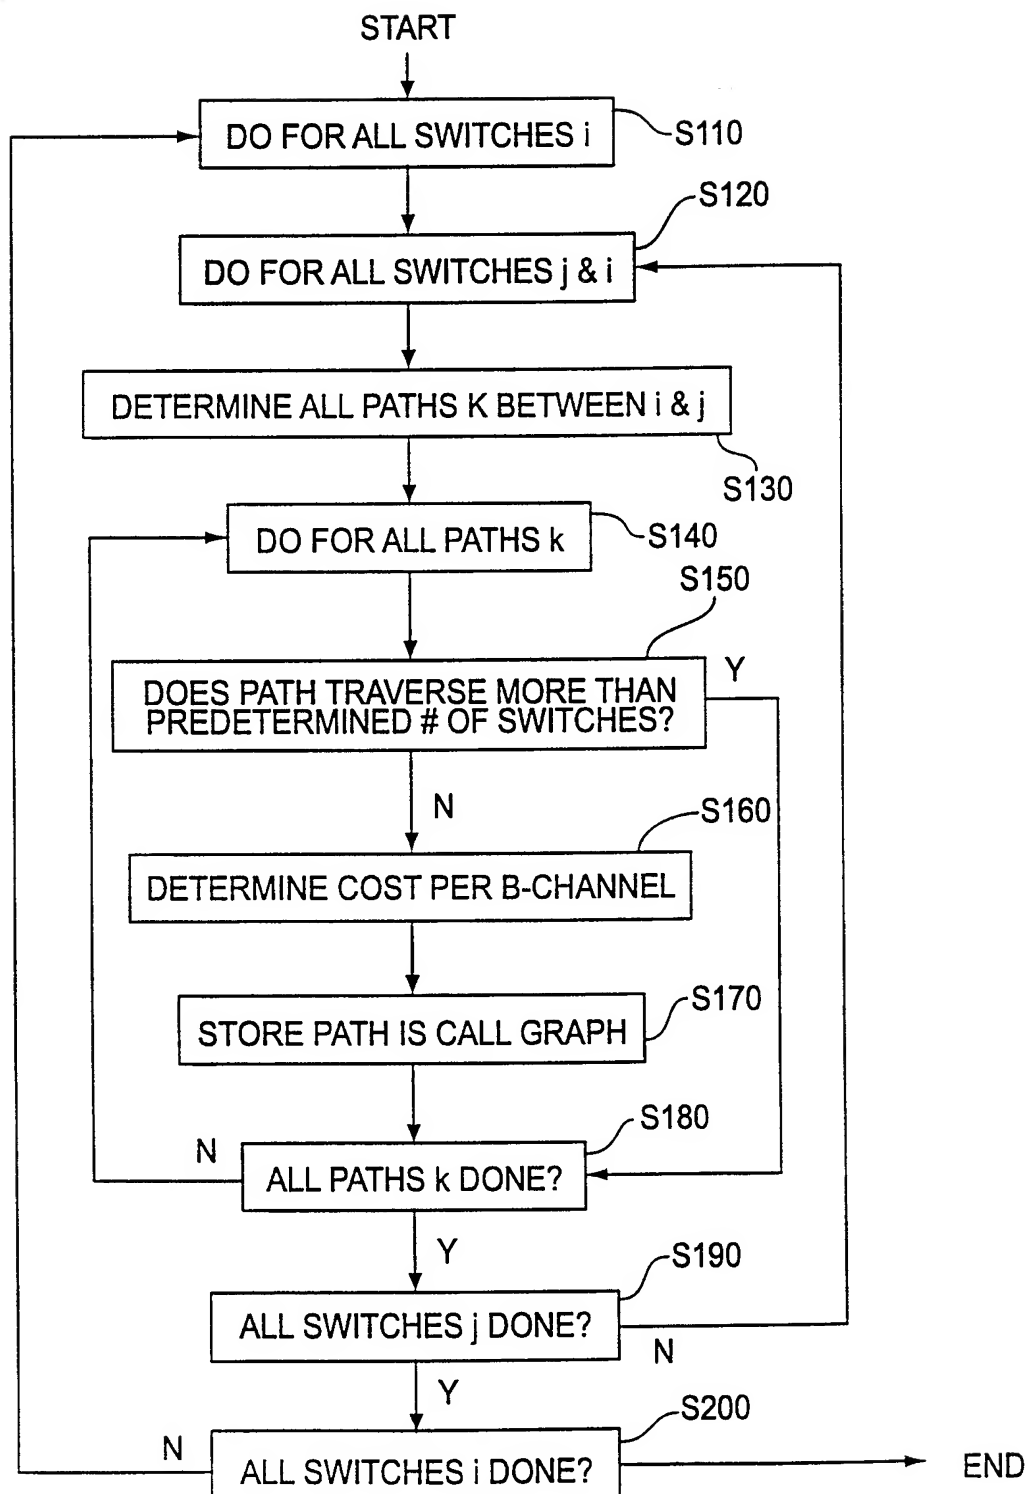 START
DO FOR ALL SWITCHES i
S110
S120
DO FOR ALL SWITCHES j & i
DETERMINE ALL PATHS K BETWEEN i & j
S130
DO FOR ALL PATHS k
S140
S150
DOES PATH TRAVERSE MORE THAN
PREDETERMINED # OF SWITCHES?
Y
N
S160
DETERMINE COST PER B-CHANNEL
S170
STORE PATH IS CALL GRAPH
S180
N
ALL PATHS k DONE?
Y
S190
ALL SWITCHES j DONE?
N
Y
S200
N
ALL SWITCHES i DONE?
END